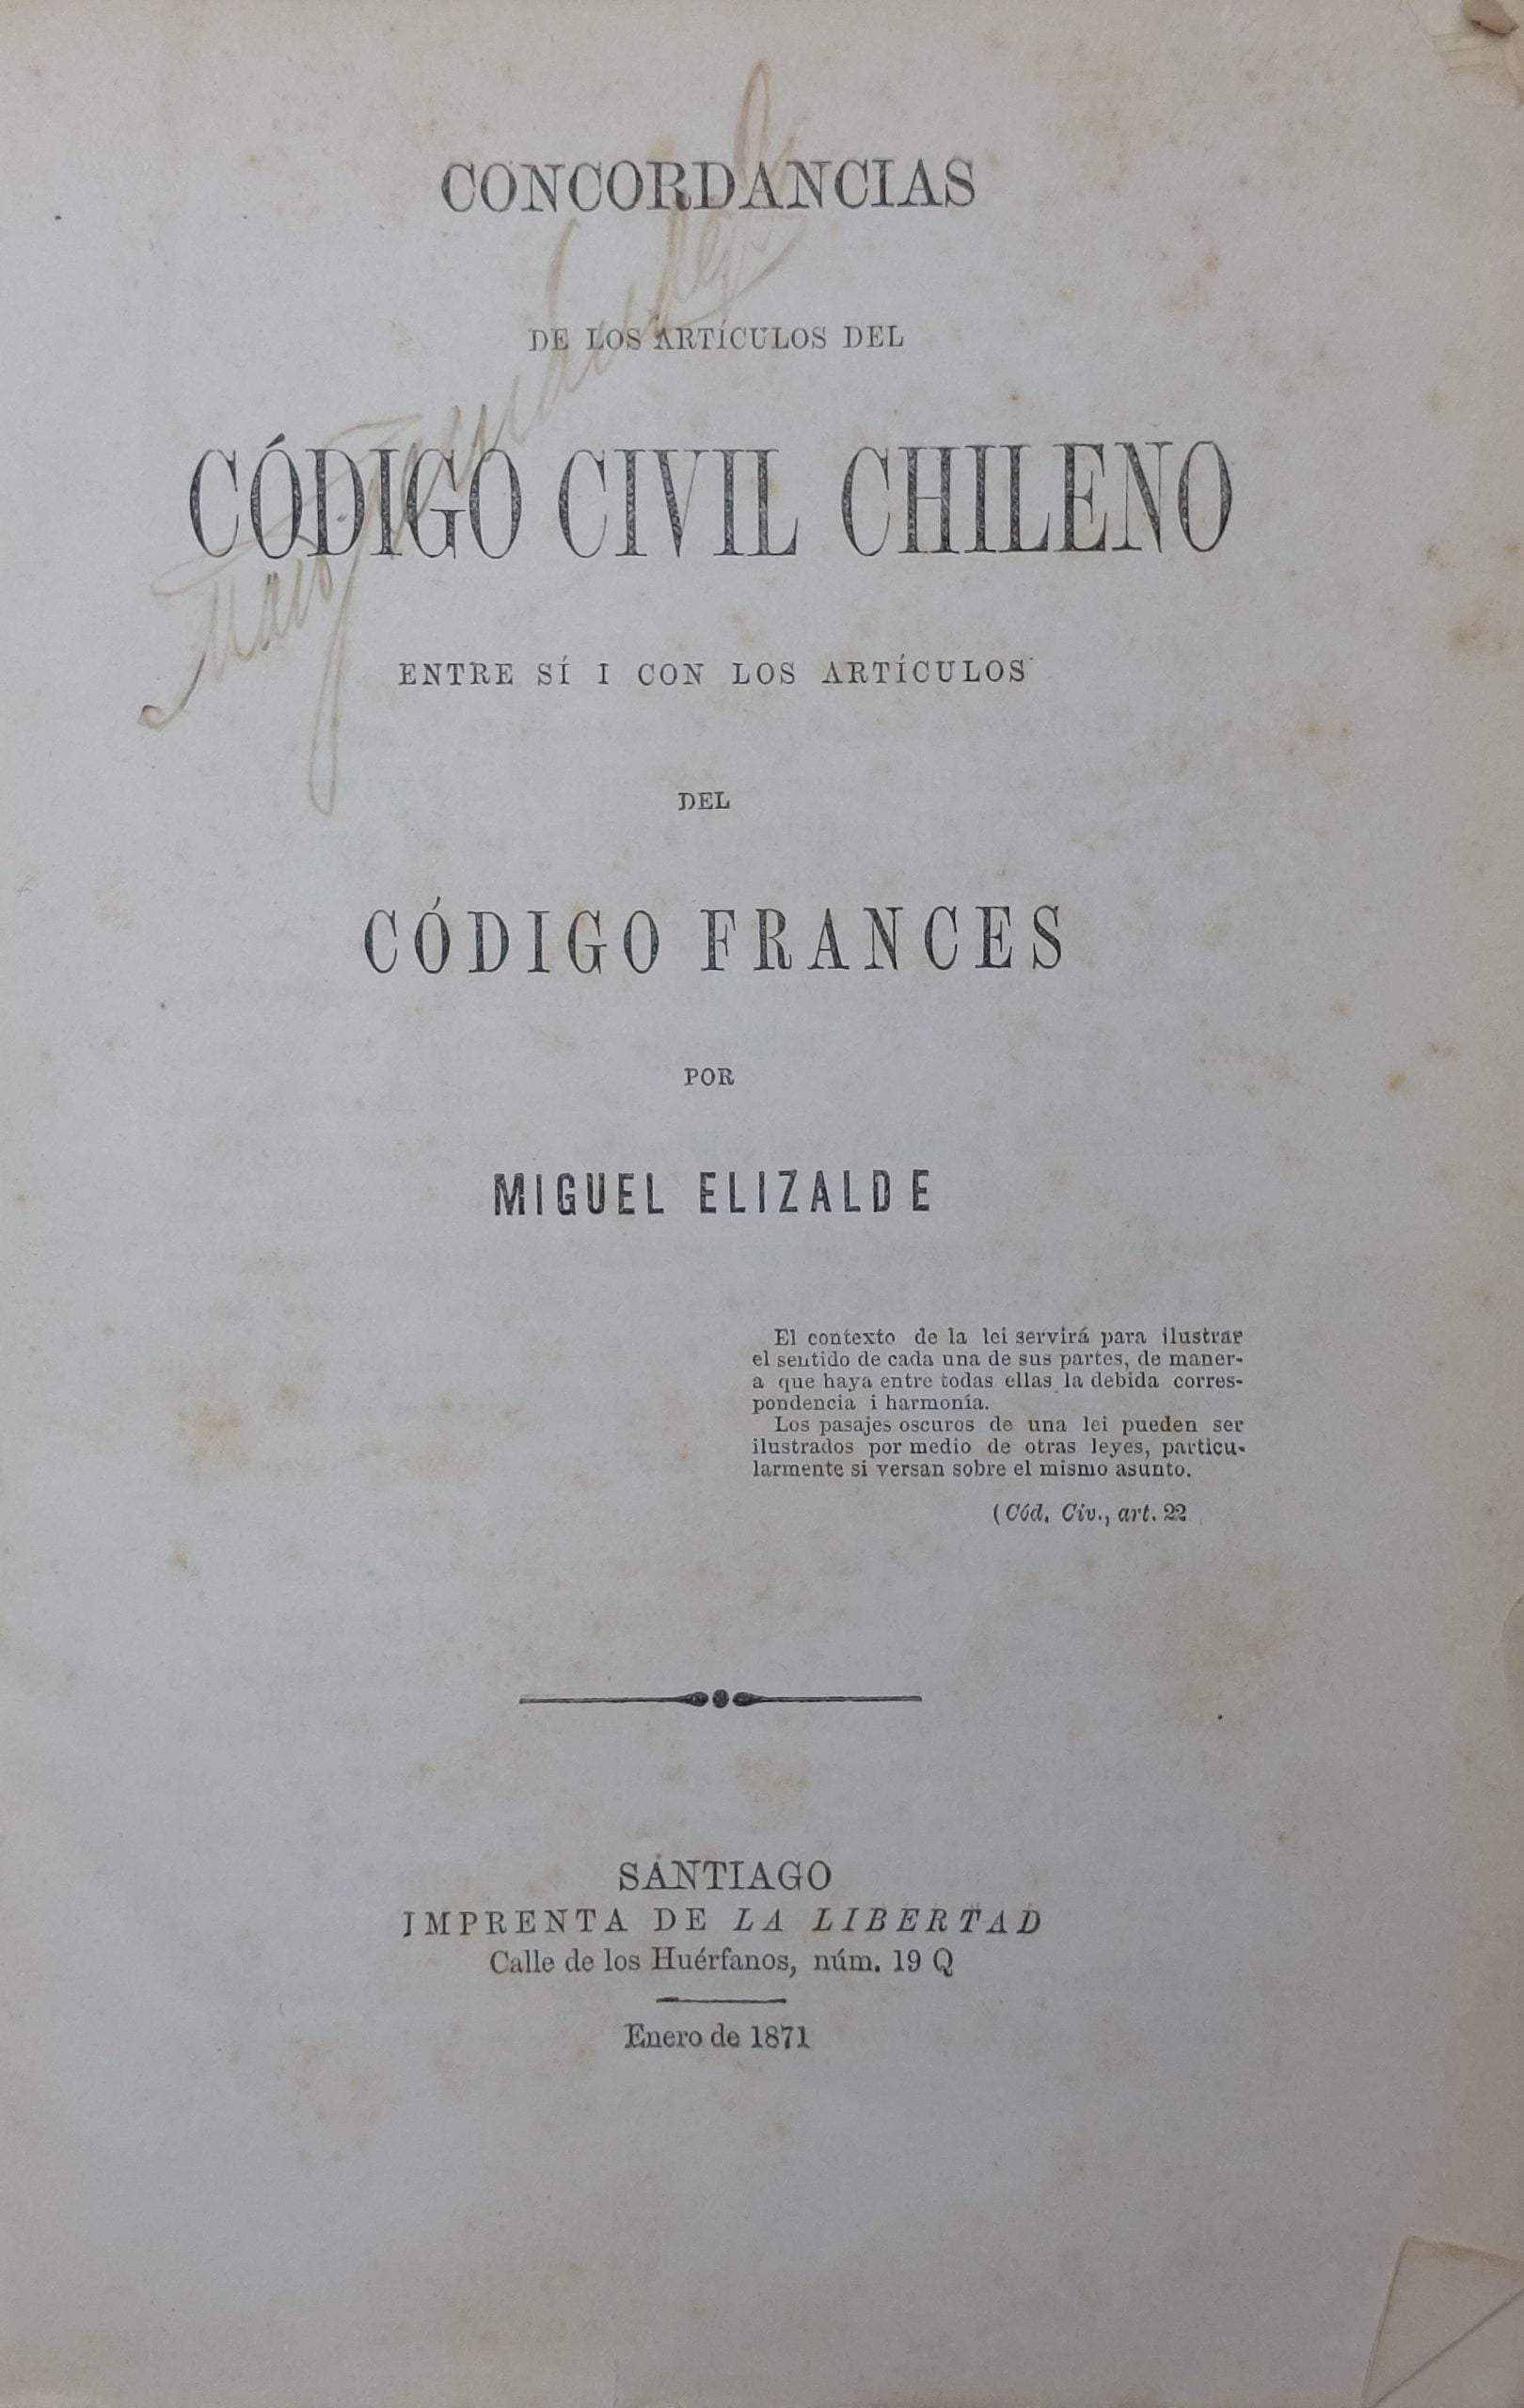 CONCORDANCIAS
DE LOS ARTÍCULOS DEL
CÓDIGO CIVIL CHILENO
ENTRE SÍ I CON LOS ARTÍCULOS
DEL
CÓDIGO FRANCES
POR
MIGUEL ELIZALDE
El contexto de la lei servirá para ilustrar
el sentido de cada una de sus partes, de maner-
a que haya entre todas ellas la debida corres-
pondencia i harmonía.
Los pasajes oscuros de una lei pueden ser
ilustrados por medio de otras leyes, particu-
larmente si versan sobre el mismo asunto.
(Cód. Civ., art. 22
SANTIAGO
IMPRENTA DE LA LIBERTAD
Calle de los Huérfanos, núm. 19 Q
Enero de 1871